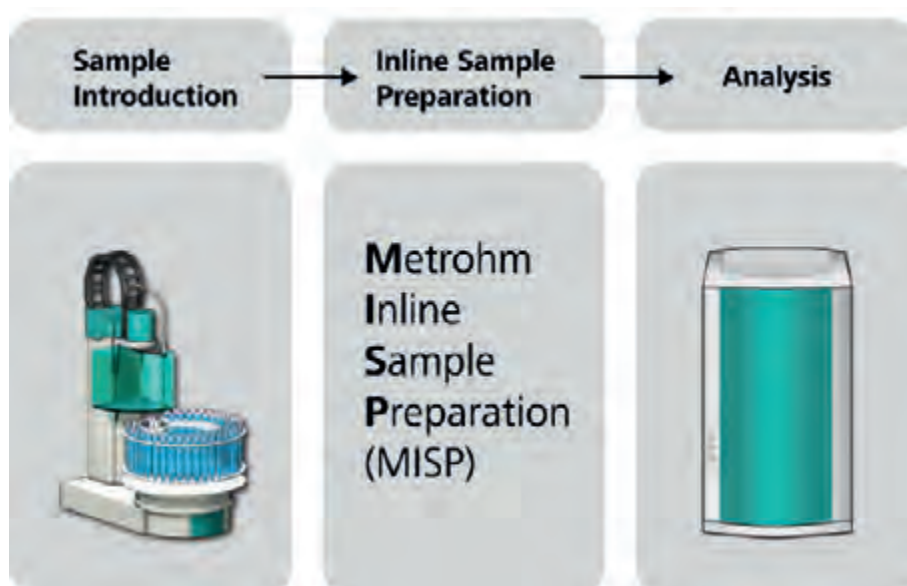 Sample
Introduction
Inline Sample
Preparation
Analysis
Metrohm
Inline
Sample
Preparation
(MISP)